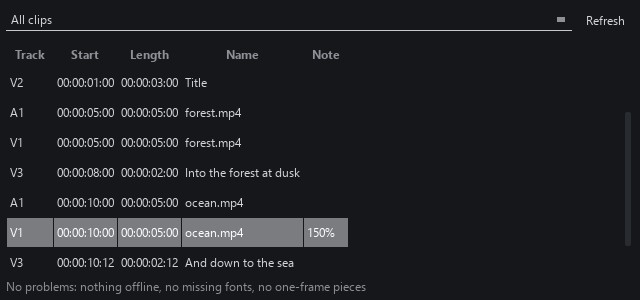 All clips Refresh
Track Start Length Name Note
V2 00:00:01:00 00:00:03:00 Title
A1 00:00:05:00 00:00:05:00 forest.mp4
V1 00:00:05:00 00:00:05:00 forest.mp4
V3 00:00:08:00 00:00:02:00 Into the forest at dusk
A1 00:00:10:00 00:00:05:00 ocean.mp4
V1 00:00:10:00 00:00:05:00 ocean.mp4 150%
V3 00:00:10:12 00:00:02:12 And down to the sea
No problems: nothing offline, no missing fonts, no one-frame pieces